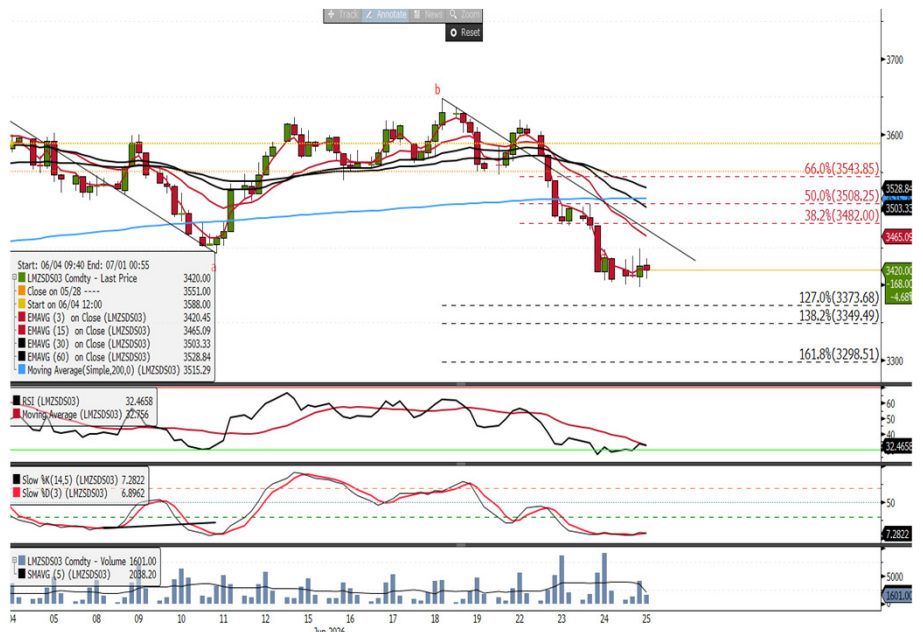 Track Annotate News Zoom
Reset
3700
b
3600
66.0%(3543.85)
3528.84
50.0%(3508.25)
3503.33
38.2%(3482.00)
3465.09
a
Start: 06/04 09:40 End: 07/01 00:55
LMZSDS03 Comdty - Last Price 3420.00
Close on 05/28 ---- 3551.00
Start on 06/04 12:00 3588.00
EMAVG (3) on Close (LMZSDS03) 3420.45
EMAVG (15) on Close (LMZSDS03) 3465.09
EMAVG (30) on Close (LMZSDS03) 3503.33
EMAVG (60) on Close (LMZSDS03) 3528.84
Moving Average(Simple,200,0) (LMZSDS03) 3515.29
3420.00
-168.00
-4.68%
127.0%(3373.68)
138.2%(3349.49)
161.8%(3298.51)
3300
RSI (LMZSDS03) 32.4658
Moving Average (LMZSDS03) 32.756
60
50
40
32.4658
Slow %K(14,5) (LMZSDS03) 7.2822
Slow %D(3) (LMZSDS03) 6.8962
50
7.2822
LMZSDS03 Comdty - Volume 1601.00
SMAVG (5) (LMZSDS03) 2038.20
5000
1601.00
04 05 08 09 10 11 12 15 16 17 18 19 22 23 24 25
Jun 2026